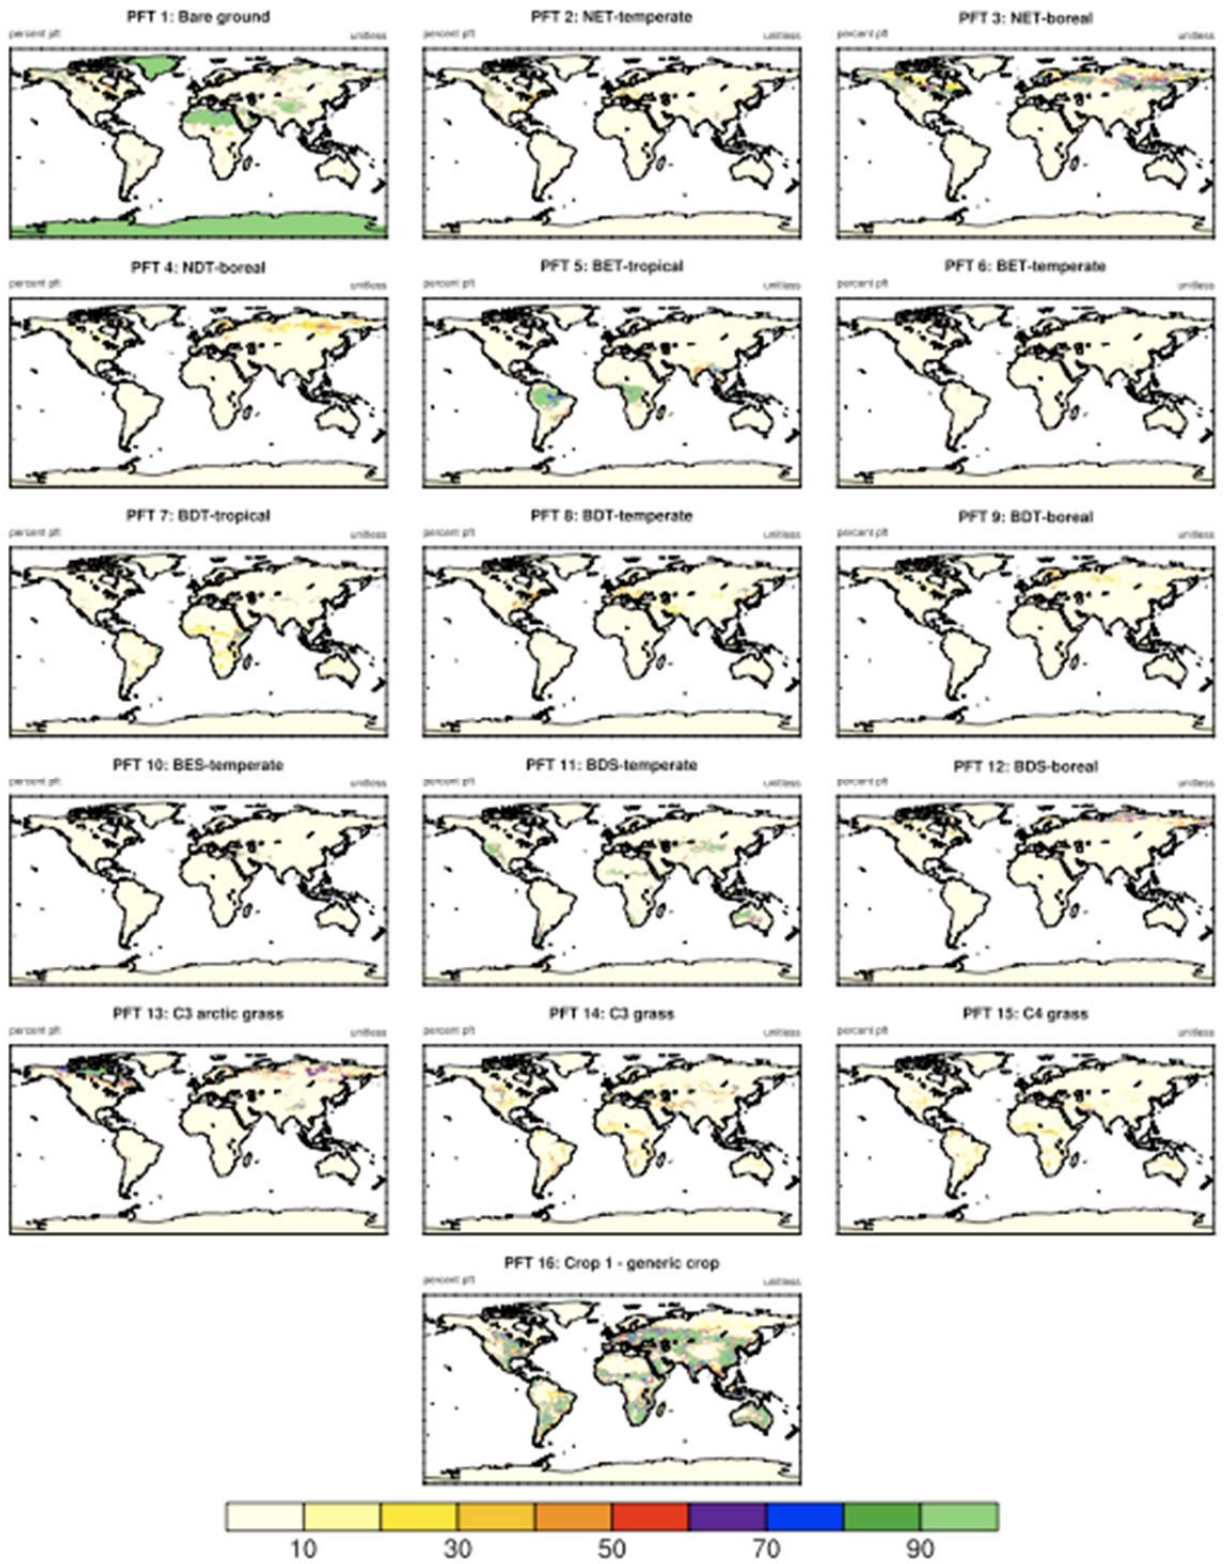 PFT 1: Bare ground PFT 2: NET-temperate PFT 3: NET-boreal
percent pft unitless percent pft unitless percent pft unitless
PFT 4: NDT-boreal PFT 5: BET-tropical PFT 6: BET-temperate
percent pft unitless percent pft unitless percent pft unitless
PFT 7: BDT-tropical PFT 8: BDT-temperate PFT 9: BDT-boreal
percent pft unitless percent pft unitless percent pft unitless
PFT 10: BES-temperate PFT 11: BDS-temperate PFT 12: BDS-boreal
percent pft unitless percent pft unitless percent pft unitless
PFT 13: C3 arctic grass PFT 14: C3 grass PFT 15: C4 grass
percent pft unitless percent pft unitless percent pft unitless
PFT 16: Crop 1 - generic crop
percent pft unitless
10 30 50 70 90